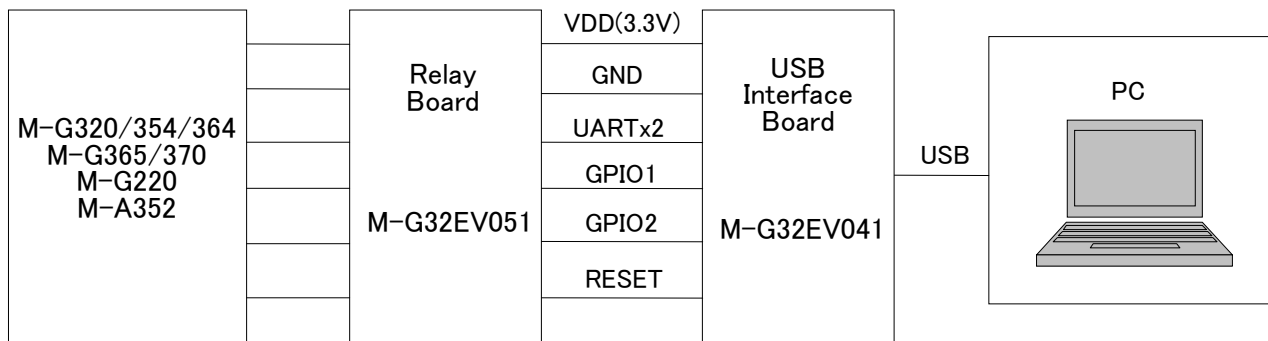 M-G320/354/364
M-G365/370
M-G220
M-A352
Relay
Board
M-G32EV051
VDD(3.3V)
GND
UARTx2
GPIO1
GPIO2
RESET
USB
Interface
Board
M-G32EV041
USB
PC